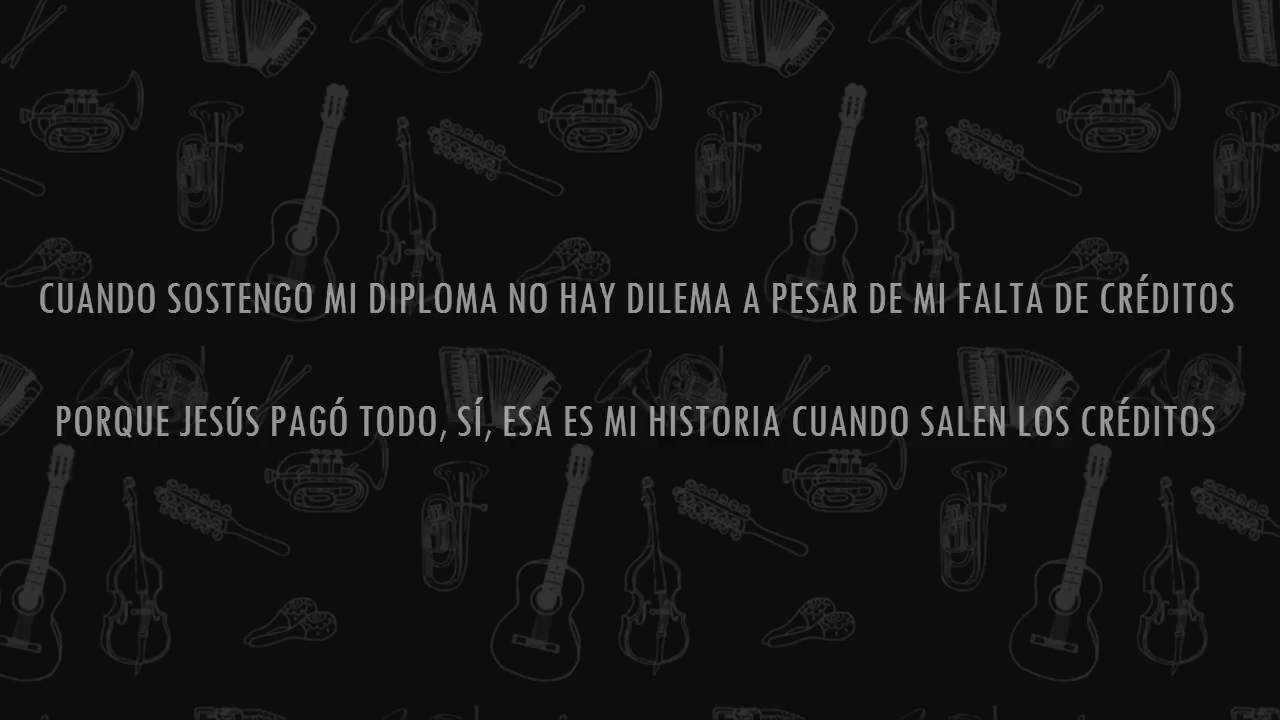 CUANDO SOSTENGO MI DIPLOMA NO HAY DILEMA A PESAR DE MI FALTA DE CRÉDITOS
PORQUE JESÚS PAGÓ TODO, SÍ, ESA ES MI HISTORIA CUANDO SALEN LOS CRÉDITOS